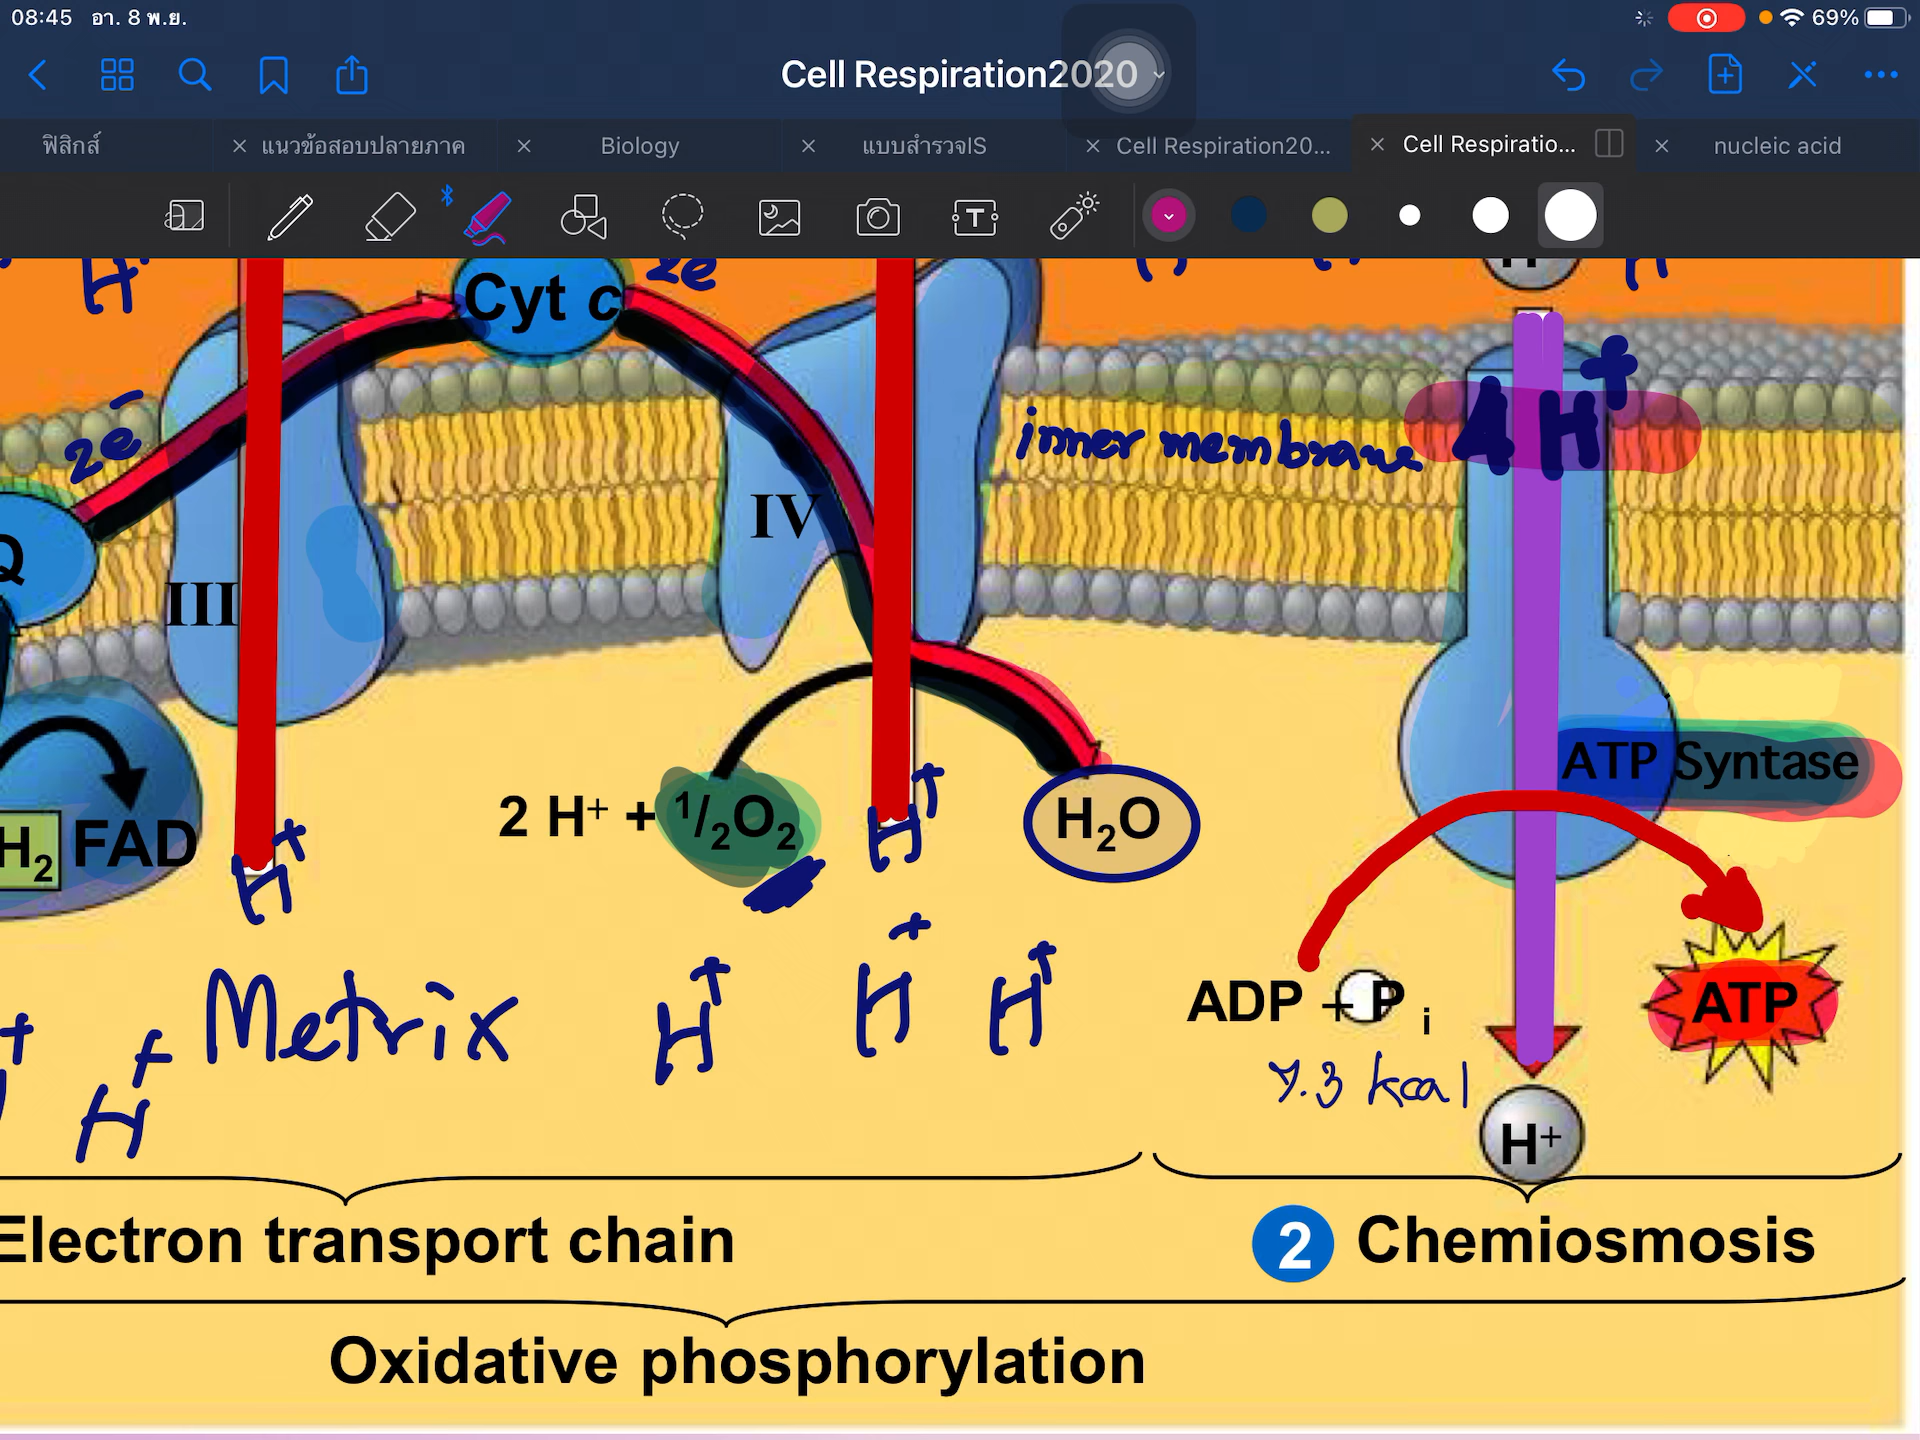 08:45 อา. 8 พ.ย. 69%
Cell Respiration2020
ฟิสิกส์ แนวข้อสอบปลายภาค Biology แบบสำรวจIS Cell Respiration20... Cell Respiratio... nucleic acid
H⁺ Cyt c 2e H⁺
4 H⁺
2e⁻ inner membrane
IV
Q
III
ATP Syntase
2 H⁺ + ¹/₂O₂ H⁺ H₂O
H₂ FAD
H⁺
ADP + P i ATP
Metrix H⁺ H⁺ H⁺
H⁺ 7.3 kcal
H⁺
Electron transport chain 2 Chemiosmosis
Oxidative phosphorylation